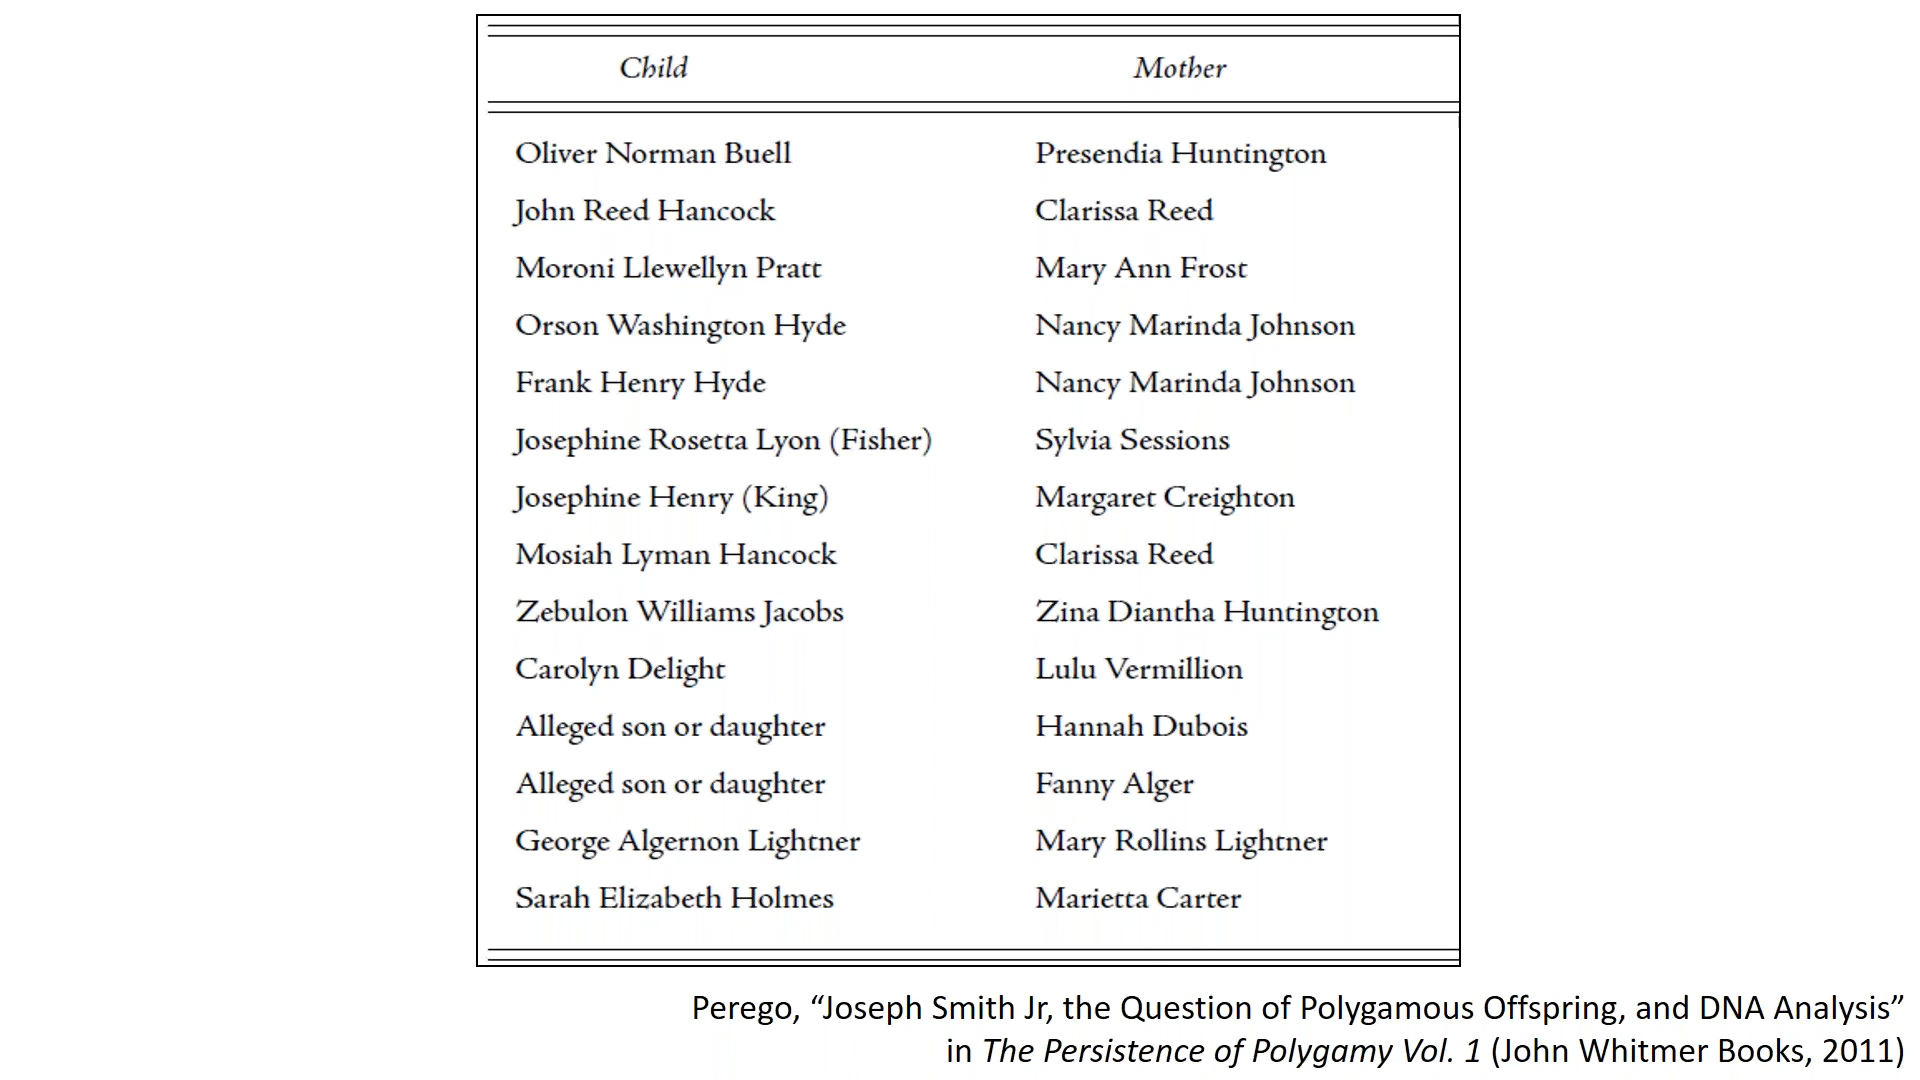 Child Mother
Oliver Norman Buell Presendia Huntington
John Reed Hancock Clarissa Reed
Moroni Llewellyn Pratt Mary Ann Frost
Orson Washington Hyde Nancy Marinda Johnson
Frank Henry Hyde Nancy Marinda Johnson
Josephine Rosetta Lyon (Fisher) Sylvia Sessions
Josephine Henry (King) Margaret Creighton
Mosiah Lyman Hancock Clarissa Reed
Zebulon Williams Jacobs Zina Diantha Huntington
Carolyn Delight Lulu Vermillion
Alleged son or daughter Hannah Dubois
Alleged son or daughter Fanny Alger
George Algernon Lightner Mary Rollins Lightner
Sarah Elizabeth Holmes Marietta Carter
Perego, “Joseph Smith Jr, the Question of Polygamous Offspring, and DNA Analysis”
in The Persistence of Polygamy Vol. 1 (John Whitmer Books, 2011)